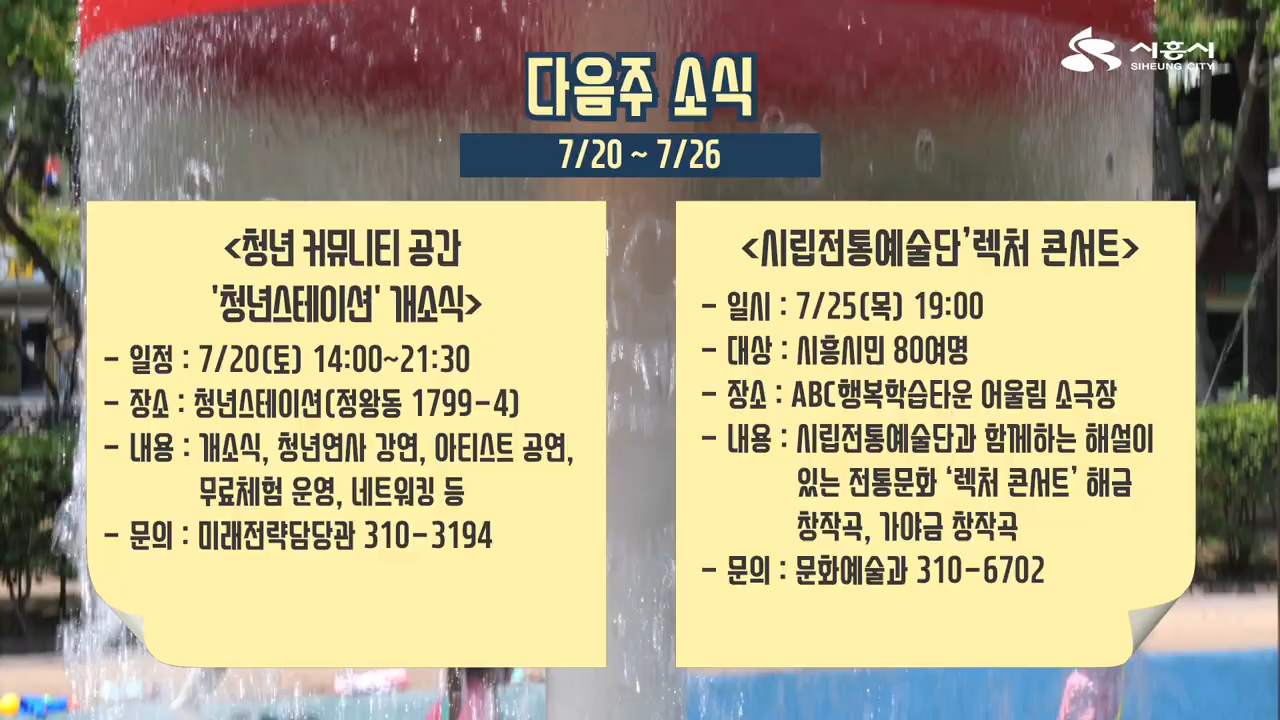 시흥시
SIHEUNG CITY
다음주 소식
7/20 ~ 7/26
<청년 커뮤니티 공간
'청년스테이션' 개소식>
- 일정 : 7/20(토) 14:00~21:30
- 장소 : 청년스테이션(정왕동 1799-4)
- 내용 : 개소식, 청년연사 강연, 아티스트 공연,
무료체험 운영, 네트워킹 등
- 문의 : 미래전략담당관 310-3194
<시립전통예술단’렉처 콘서트>
- 일시 : 7/25(목) 19:00
- 대상 : 시흥시민 80여명
- 장소 : ABC행복학습타운 어울림 소극장
- 내용 : 시립전통예술단과 함께하는 해설이
있는 전통문화 ‘렉처 콘서트’ 해금
창작곡, 가야금 창작곡
- 문의 : 문화예술과 310-6702